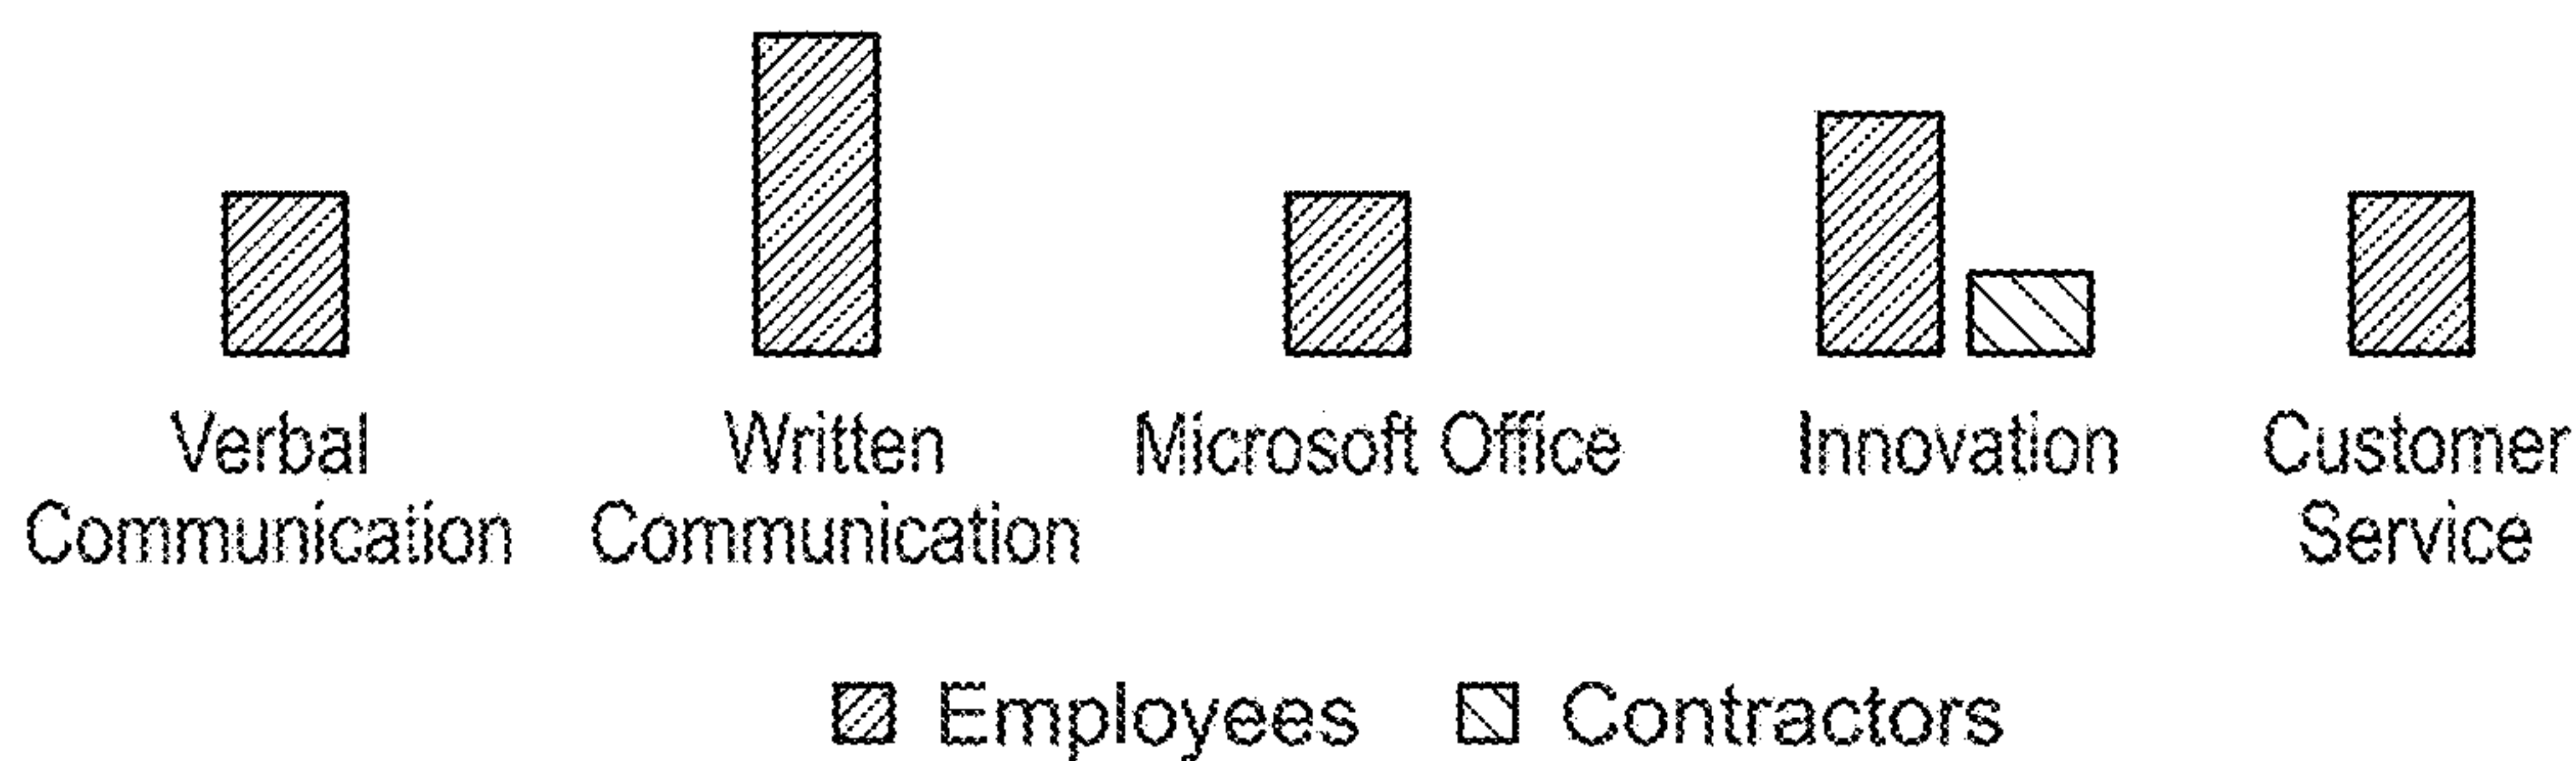 Verbal Communication
Written Communication
Microsoft Office
Innovation
Customer Service
Employees
Contractors